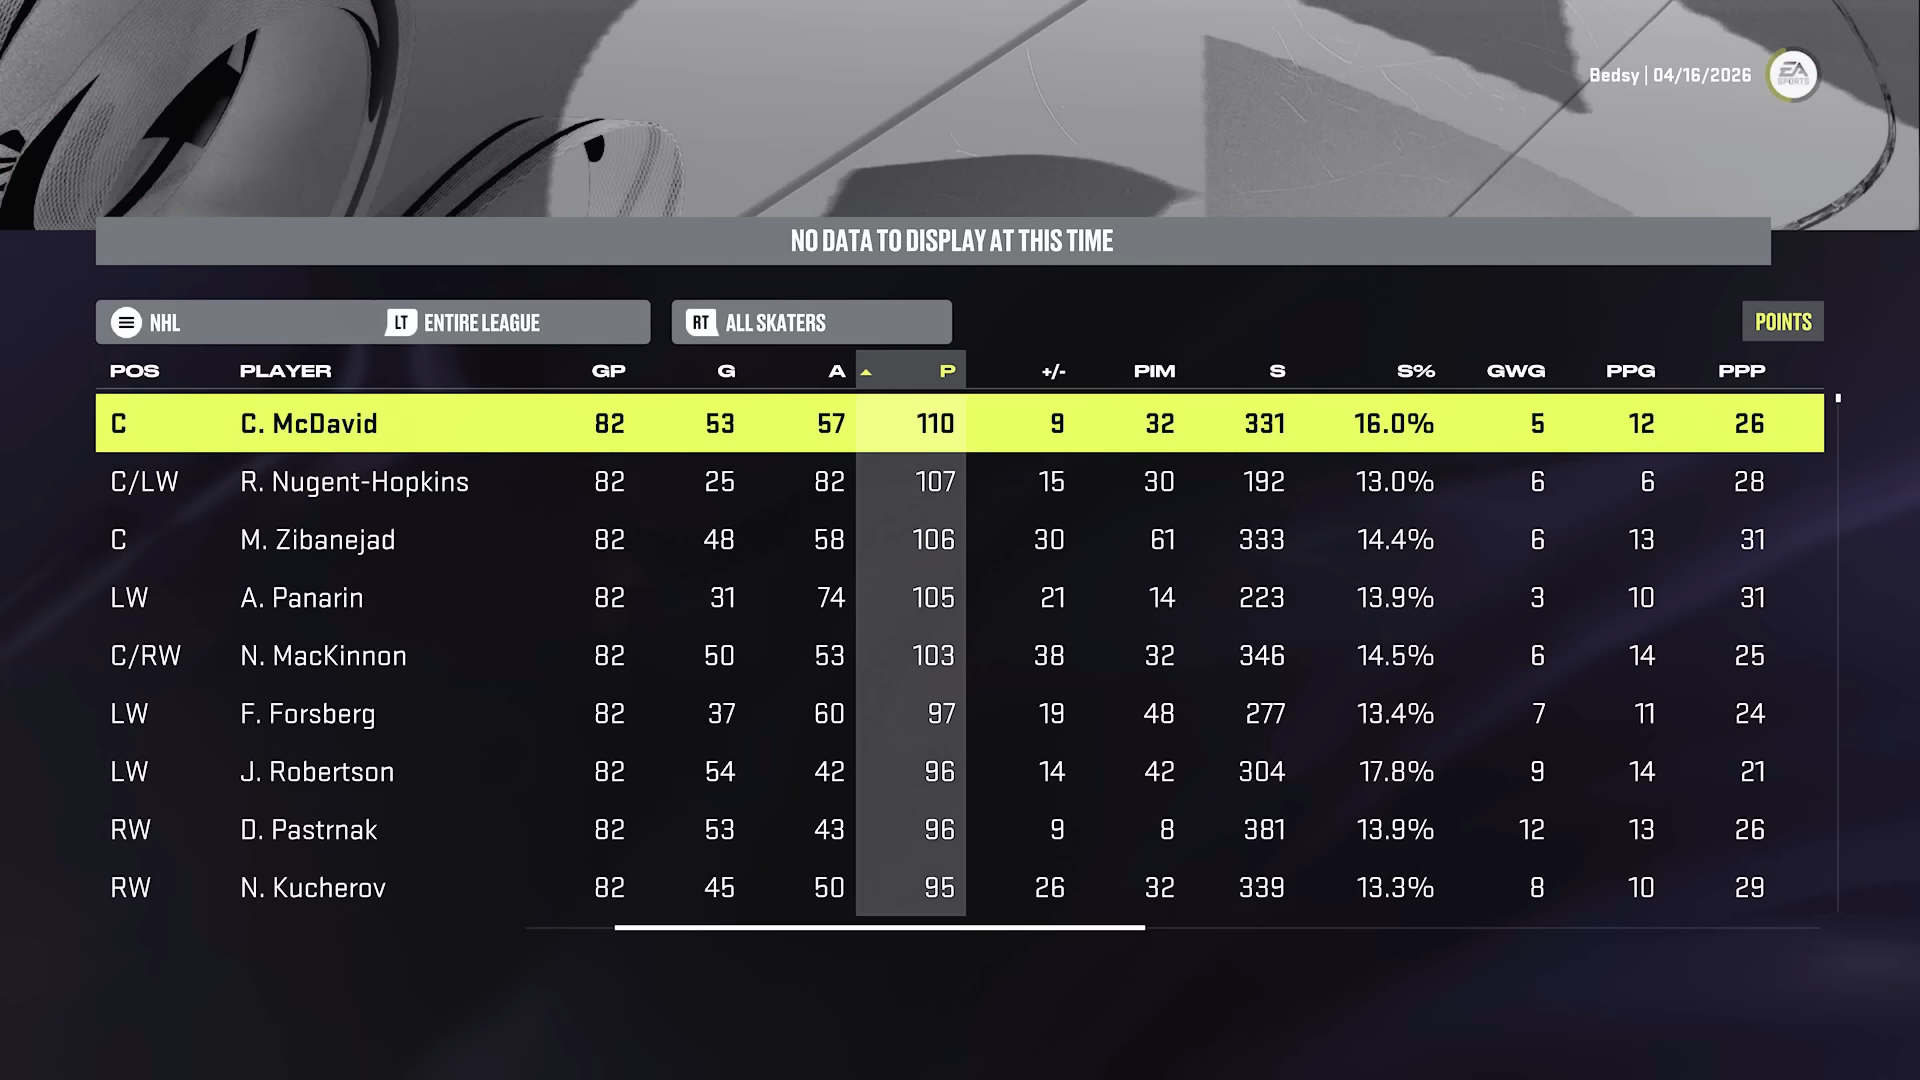 Bedsy | 04/16/2026
EA SPORTS
NO DATA TO DISPLAY AT THIS TIME
NHL LT ENTIRE LEAGUE RT ALL SKATERS POINTS
POS PLAYER GP G A P +/- PIM S S% GWG PPG PPP
C C. McDavid 82 53 57 110 9 32 331 16.0% 5 12 26
C/LW R. Nugent-Hopkins 82 25 82 107 15 30 192 13.0% 6 6 28
C M. Zibanejad 82 48 58 106 30 61 333 14.4% 6 13 31
LW A. Panarin 82 31 74 105 21 14 223 13.9% 3 10 31
C/RW N. MacKinnon 82 50 53 103 38 32 346 14.5% 6 14 25
LW F. Forsberg 82 37 60 97 19 48 277 13.4% 7 11 24
LW J. Robertson 82 54 42 96 14 42 304 17.8% 9 14 21
RW D. Pastrnak 82 53 43 96 9 8 381 13.9% 12 13 26
RW N. Kucherov 82 45 50 95 26 32 339 13.3% 8 10 29